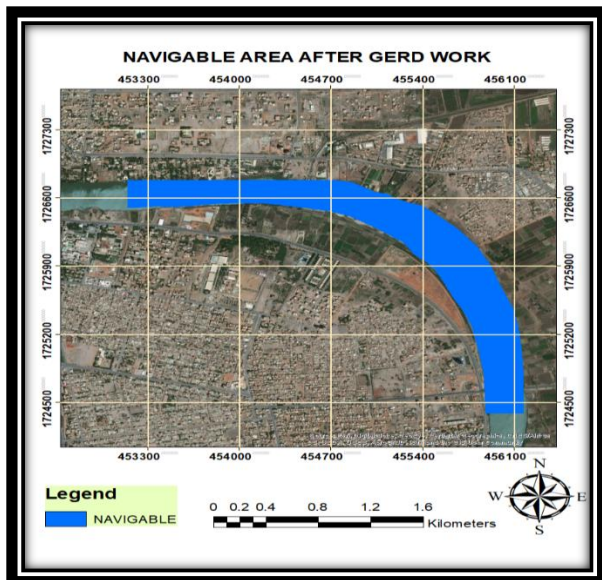 NAVIGABLE AREA AFTER GERD WORK
453300 454000 454700 455400 456100
1727300 1727300
1726600 1726600
1725900 1725900
1725200 1725200
1724500 1724500
453300 454000 454700 455400 456100
Legend
NAVIGABLE
0 0.2 0.4 0.8 1.2 1.6
Kilometers
N
W E
S